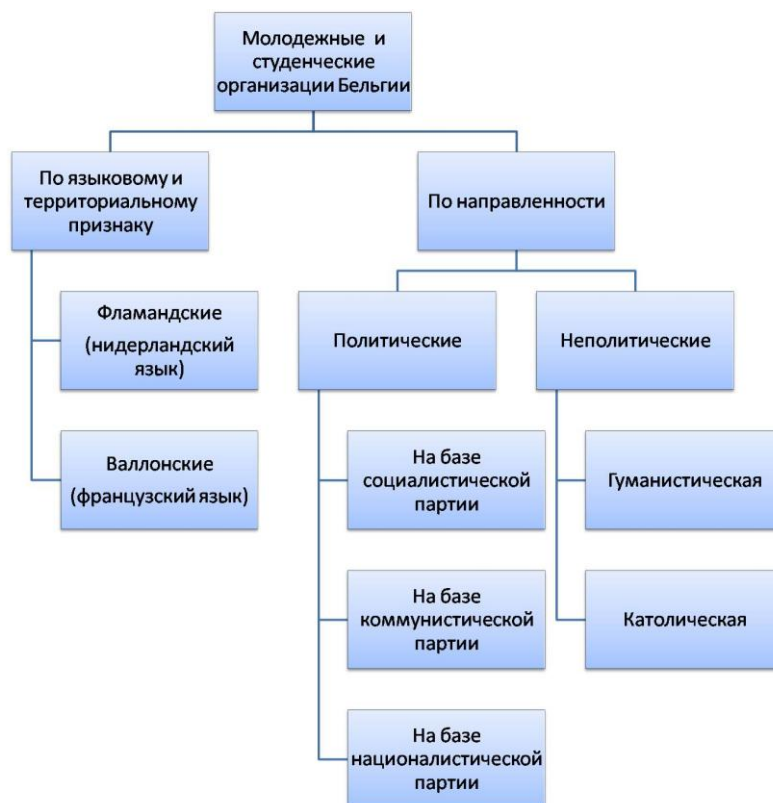 Молодежные и
студенческие
организации Бельгии
По языковому и
территориальному
признаку
По направленности
Фламандские
(нидерландский
язык)
Политические
Неполитические
Валлонские
(французский язык)
На базе
социалистической
партии
Гуманистическая
На базе
коммунистической
партии
Католическая
На базе
националистической
партии